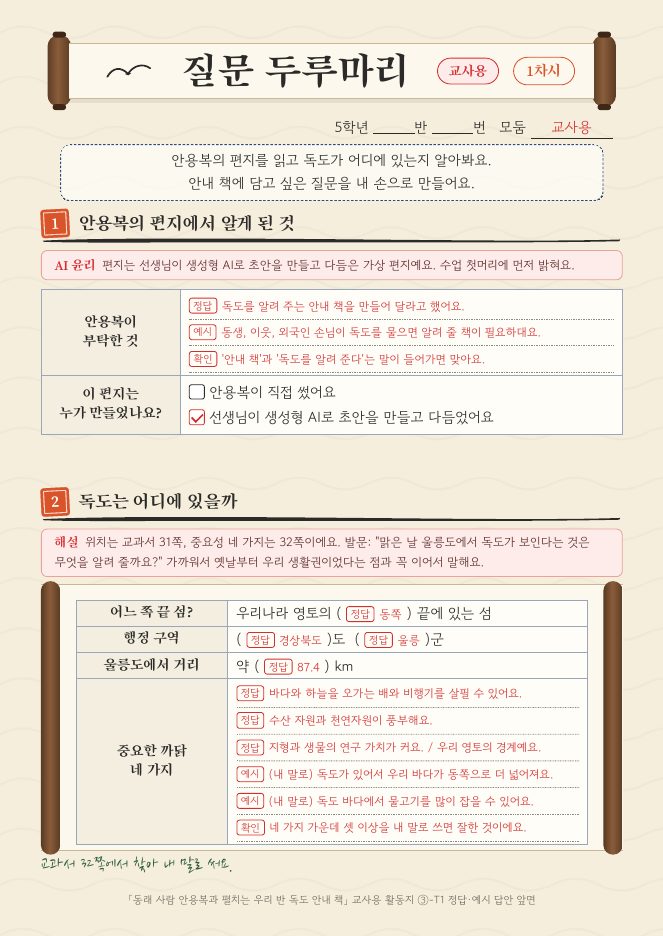 질문 두루마리 교사용 1차시
5학년 ______반 ______번 모둠 교사용
안용복의 편지를 읽고 독도가 어디에 있는지 알아봐요.
안내 책에 담고 싶은 질문을 내 손으로 만들어요.
1 안용복의 편지에서 알게 된 것
AI 윤리 편지는 선생님이 생성형 AI로 초안을 만들고 다듬은 가상 편지예요. 수업 첫머리에 먼저 밝혀요.
안용복이
부탁한 것
정답 독도를 알려 주는 안내 책을 만들어 달라고 했어요.
예시 동생, 이웃, 외국인 손님이 독도를 물으면 알려 줄 책이 필요하대요.
확인 '안내 책'과 '독도를 알려 준다'는 말이 들어가면 맞아요.
이 편지는
누가 만들었나요?
안용복이 직접 썼어요
선생님이 생성형 AI로 초안을 만들고 다듬었어요
2 독도는 어디에 있을까
해설 위치는 교과서 31쪽, 중요성 네 가지는 32쪽이에요. 발문: "맑은 날 울릉도에서 독도가 보인다는 것은
무엇을 알려 줄까요?" 가까워서 옛날부터 우리 생활권이었다는 점과 꼭 이어서 말해요.
어느 쪽 끝 섬? 우리나라 영토의 ( 정답 동쪽 ) 끝에 있는 섬
행정 구역 ( 정답 경상북도 )도 ( 정답 울릉 )군
울릉도에서 거리 약 ( 정답 87.4 ) km
중요한 까닭
네 가지
정답 바다와 하늘을 오가는 배와 비행기를 살필 수 있어요.
정답 수산 자원과 천연자원이 풍부해요.
정답 지형과 생물의 연구 가치가 커요. / 우리 영토의 경계예요.
예시 (내 말로) 독도가 있어서 우리 바다가 동쪽으로 더 넓어져요.
예시 (내 말로) 독도 바다에서 물고기를 많이 잡을 수 있어요.
확인 네 가지 가운데 셋 이상을 내 말로 쓰면 잘한 것이에요.
교과서 32쪽에서 찾아 내 말로 써요.
「동래 사람 안용복과 펼치는 우리 반 독도 안내 책」 교사용 활동지 ③-T1 정답·예시 답안 앞면